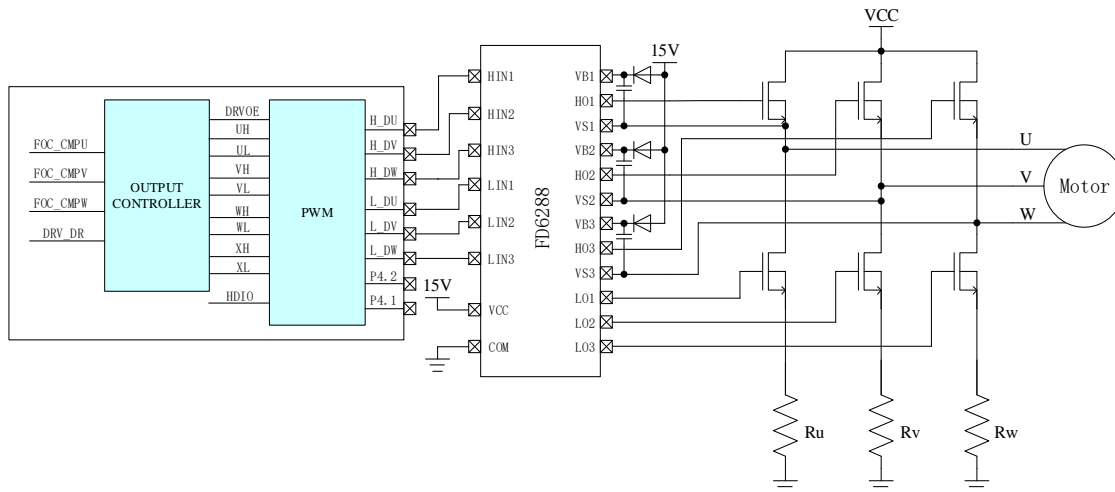 FOC_CMPU
FOC_CMPV
FOC_CMPW
DRV_DR
OUTPUT
CONTROLLER
DRVOE
UH
UL
VH
VL
WH
WL
XH
XL
HDIO
PWM
H_DU
H_DV
H_DW
L_DU
L_DV
L_DW
P4.2
P4.1
15V
HIN1
HIN2
HIN3
LIN1
LIN2
LIN3
VCC
COM
FD6288
VB1
HO1
VS1
VB2
HO2
VS2
VB3
HO3
VS3
LO1
LO2
LO3
15V
VCC
U
V
W
Motor
Ru
Rv
Rw